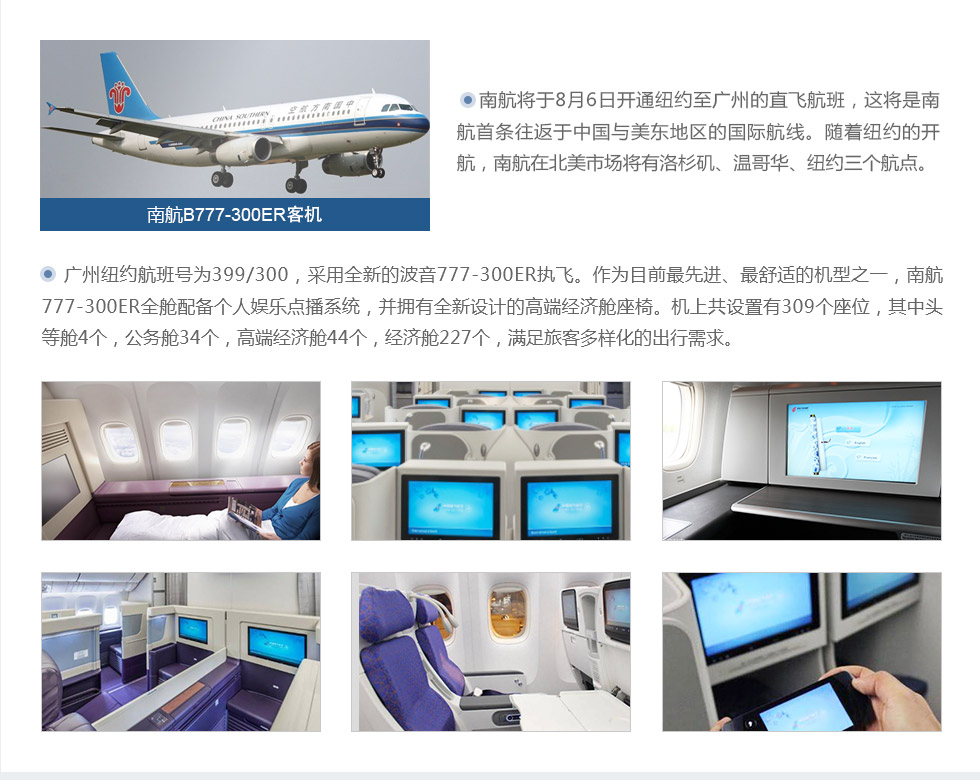 CHINA SOUTHERN
空航方南國中
南航B777-300ER客机
南航将于8月6日开通纽约至广州的直飞航班，这将是南
航首条往返于中国与美东地区的国际航线。随着纽约的开
航，南航在北美市场将有洛杉矶、温哥华、纽约三个航点。
广州纽约航班号为399/300，采用全新的波音777-300ER执飞。作为目前最先进、最舒适的机型之一，南航
777-300ER全舱配备个人娱乐点播系统，并拥有全新设计的高端经济舱座椅。机上共设置有309个座位，其中头
等舱4个，公务舱34个，高端经济舱44个，经济舱227个，满足旅客多样化的出行需求。